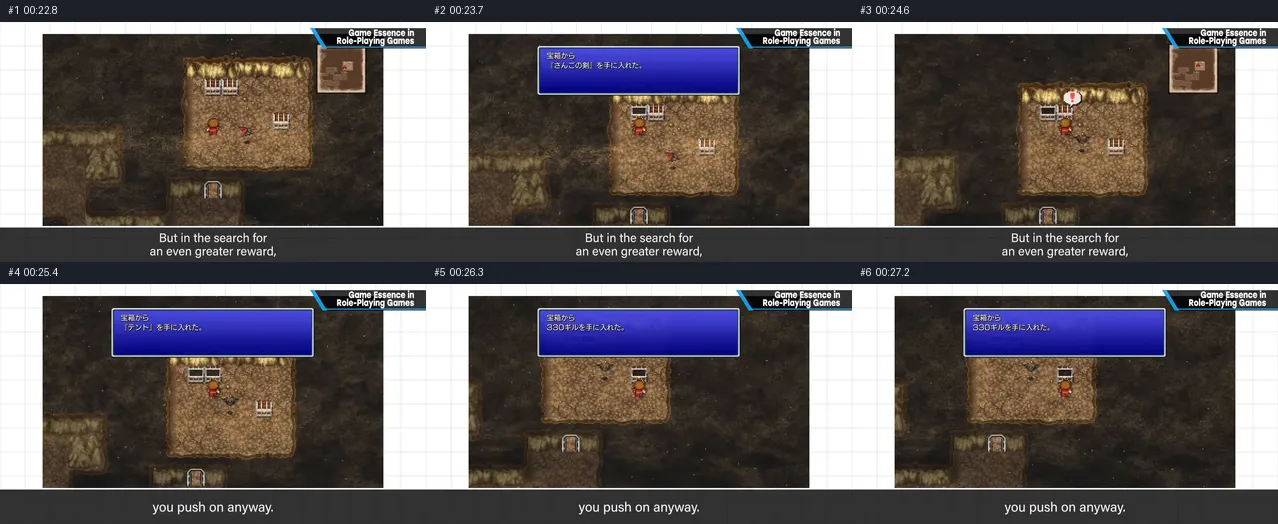 #1 00:22.8
Game Essence in
Role-Playing Games
But in the search for
an even greater reward,
#2 00:23.7
Game Essence in
Role-Playing Games
宝箱から
『さんごの剣』を手に入れた。
But in the search for
an even greater reward,
#3 00:24.6
Game Essence in
Role-Playing Games
But in the search for
an even greater reward,
#4 00:25.4
Game Essence in
Role-Playing Games
宝箱から
『テント』を手に入れた。
you push on anyway.
#5 00:26.3
Game Essence in
Role-Playing Games
宝箱から
330ギルを手に入れた。
you push on anyway.
#6 00:27.2
Game Essence in
Role-Playing Games
宝箱から
330ギルを手に入れた。
you push on anyway.